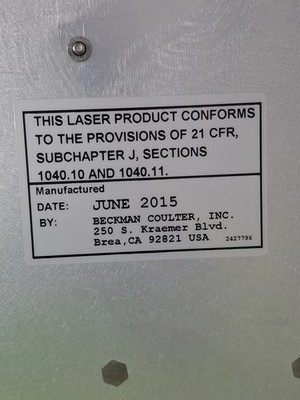 THIS LASER PRODUCT CONFORMS
TO THE PROVISIONS OF 21 CFR,
SUBCHAPTER J, SECTIONS
1040.10 AND 1040.11.
Manufactured
DATE: JUNE 2015
BY: BECKMAN COULTER, INC.
250 S. Kraemer Blvd.
Brea,CA 92821 USA 2427796